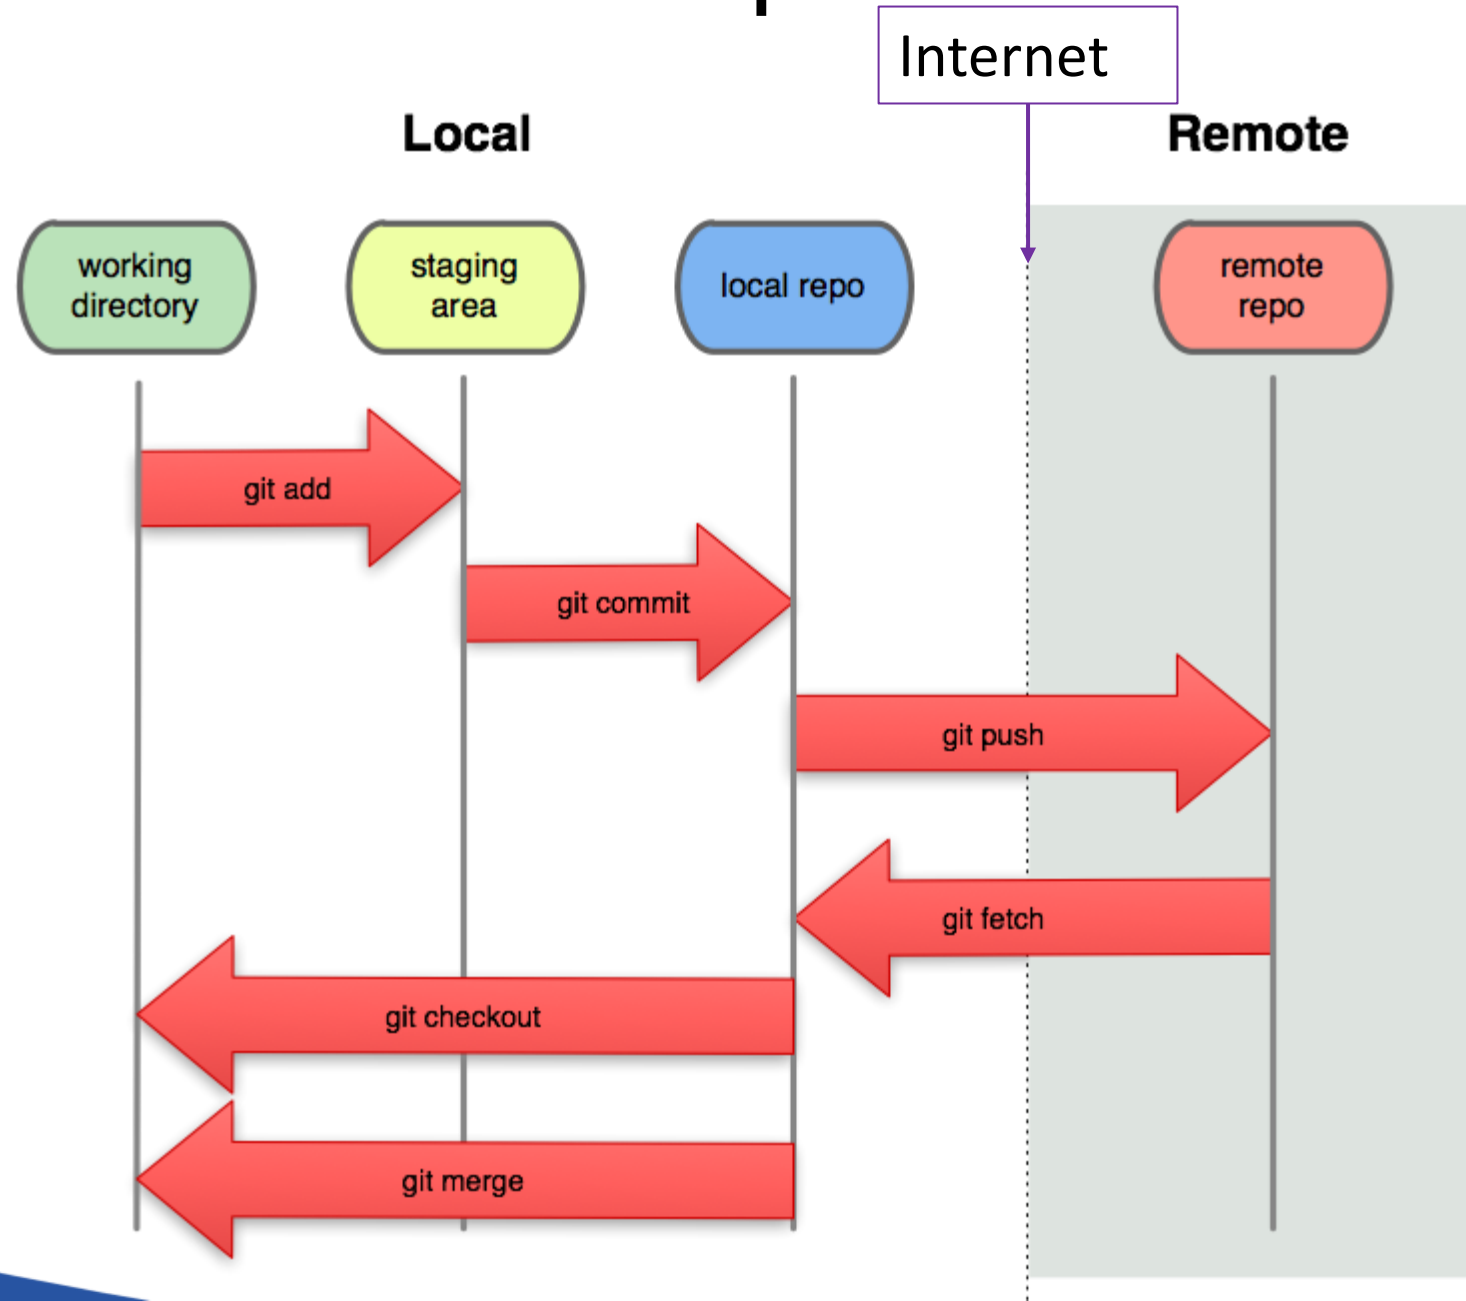 Internet
Local
Remote
working
directory
staging
area
local repo
remote
repo
git add
git commit
git push
git fetch
git checkout
git merge